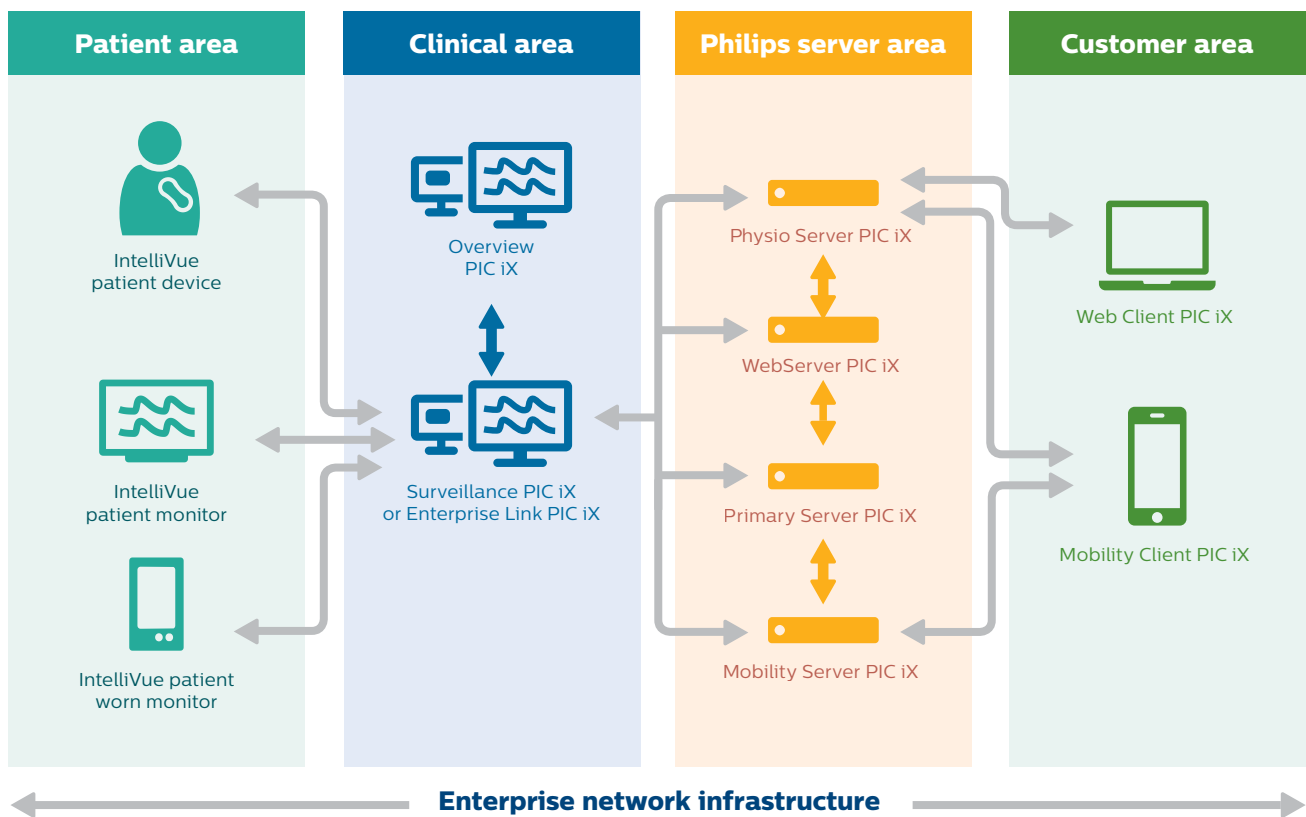 Patient area
Clinical area
Philips server area
Customer area
IntelliVue
patient device
IntelliVue
patient monitor
IntelliVue patient
worn monitor
Overview
PIC iX
Surveillance PIC iX
or Enterprise Link PIC iX
Physio Server PIC iX
WebServer PIC iX
Primary Server PIC iX
Mobility Server PIC iX
Web Client PIC iX
Mobility Client PIC iX
Enterprise network infrastructure